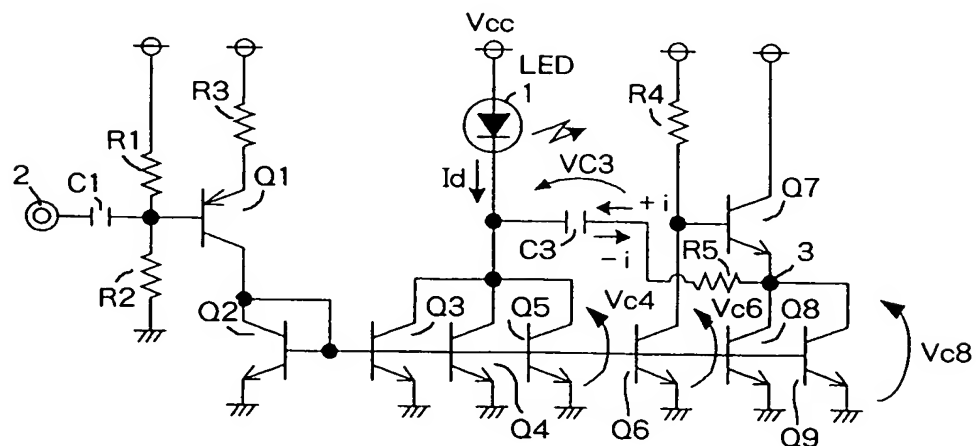 Vcc
LED
1
R3
R4
R1
2
C1
Q1
VC3
Id
+i
Q7
C3
-i
R5
3
R2
Q2
Q3
Q5
Vc4
Vc6
Q8
Vc8
Q4
Q6
Q9